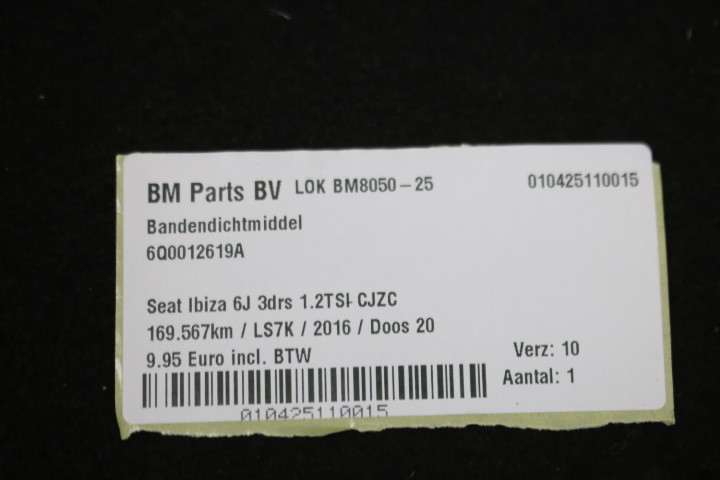 BM Parts BV LOK BM8050-25 010425110015
Bandendichtmiddel
6Q0012619A
Seat Ibiza 6J 3drs 1.2TSI- CJZC
169.567km / LS7K / 2016 / Doos 20
9.95 Euro incl. BTW
Verz: 10
Aantal: 1
010425110015